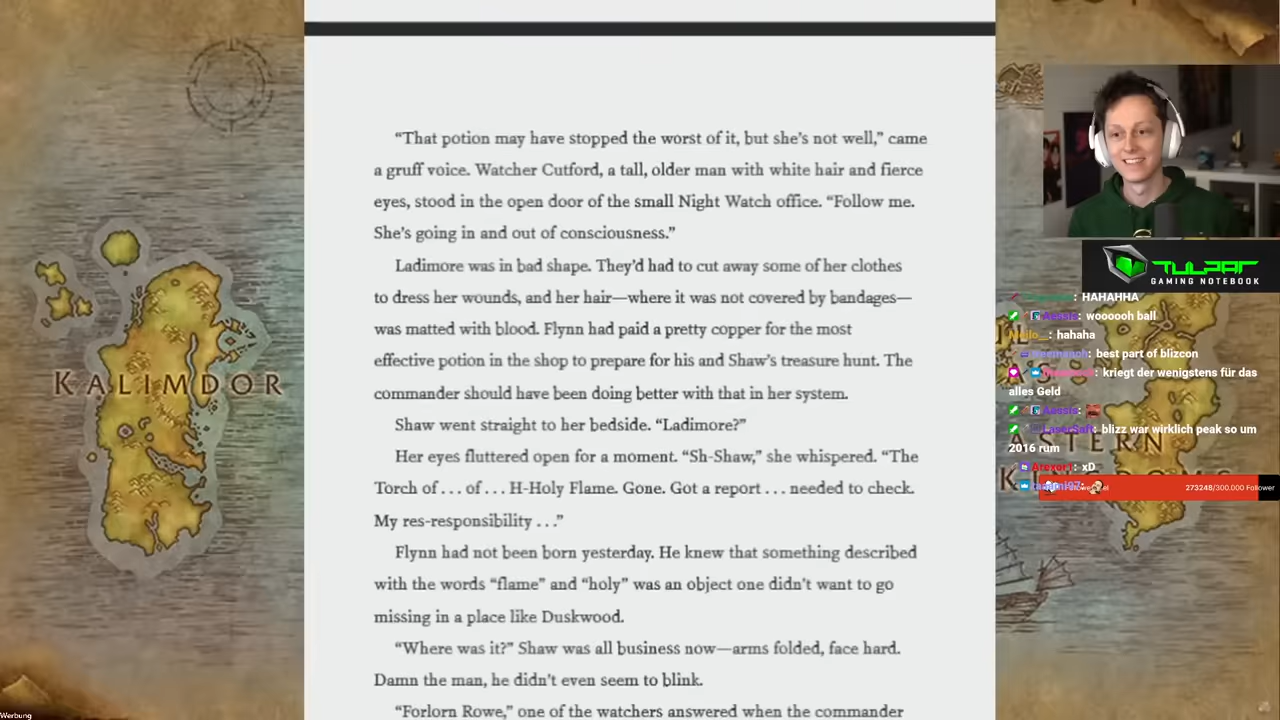 “That potion may have stopped the worst of it, but she’s not well,” came
a gruff voice. Watcher Cutford, a tall, older man with white hair and fierce
eyes, stood in the open door of the small Night Watch office. “Follow me.
She’s going in and out of consciousness.”
Ladimore was in bad shape. They’d had to cut away some of her clothes
to dress her wounds, and her hair—where it was not covered by bandages—
was matted with blood. Flynn had paid a pretty copper for the most
effective potion in the shop to prepare for his and Shaw’s treasure hunt. The
commander should have been doing better with that in her system.
Shaw went straight to her bedside. “Ladimore?”
Her eyes fluttered open for a moment. “Sh-Shaw,” she whispered. “The
Torch of . . . of . . . H-Holy Flame. Gone. Got a report . . . needed to check.
My res-responsibility . . .”
Flynn had not been born yesterday. He knew that something described
with the words “flame” and “holy” was an object one didn’t want to go
missing in a place like Duskwood.
“Where was it?” Shaw was all business now—arms folded, face hard.
Damn the man, he didn’t even seem to blink.
“Forlorn Rowe,” one of the watchers answered when the commander
KALIMDOR
TULPAR
GAMING NOTEBOOK
: HAHAHHA
Aessis: woooooh ball
: hahaha
: best part of blizcon
: kriegt der wenigstens für das
alles Geld
Aessis:
LaserSaft: blizz war wirklich peak so um
2016 rum
Arexor1: xD
273248/300.000 Follower
ASTERN
Werbung